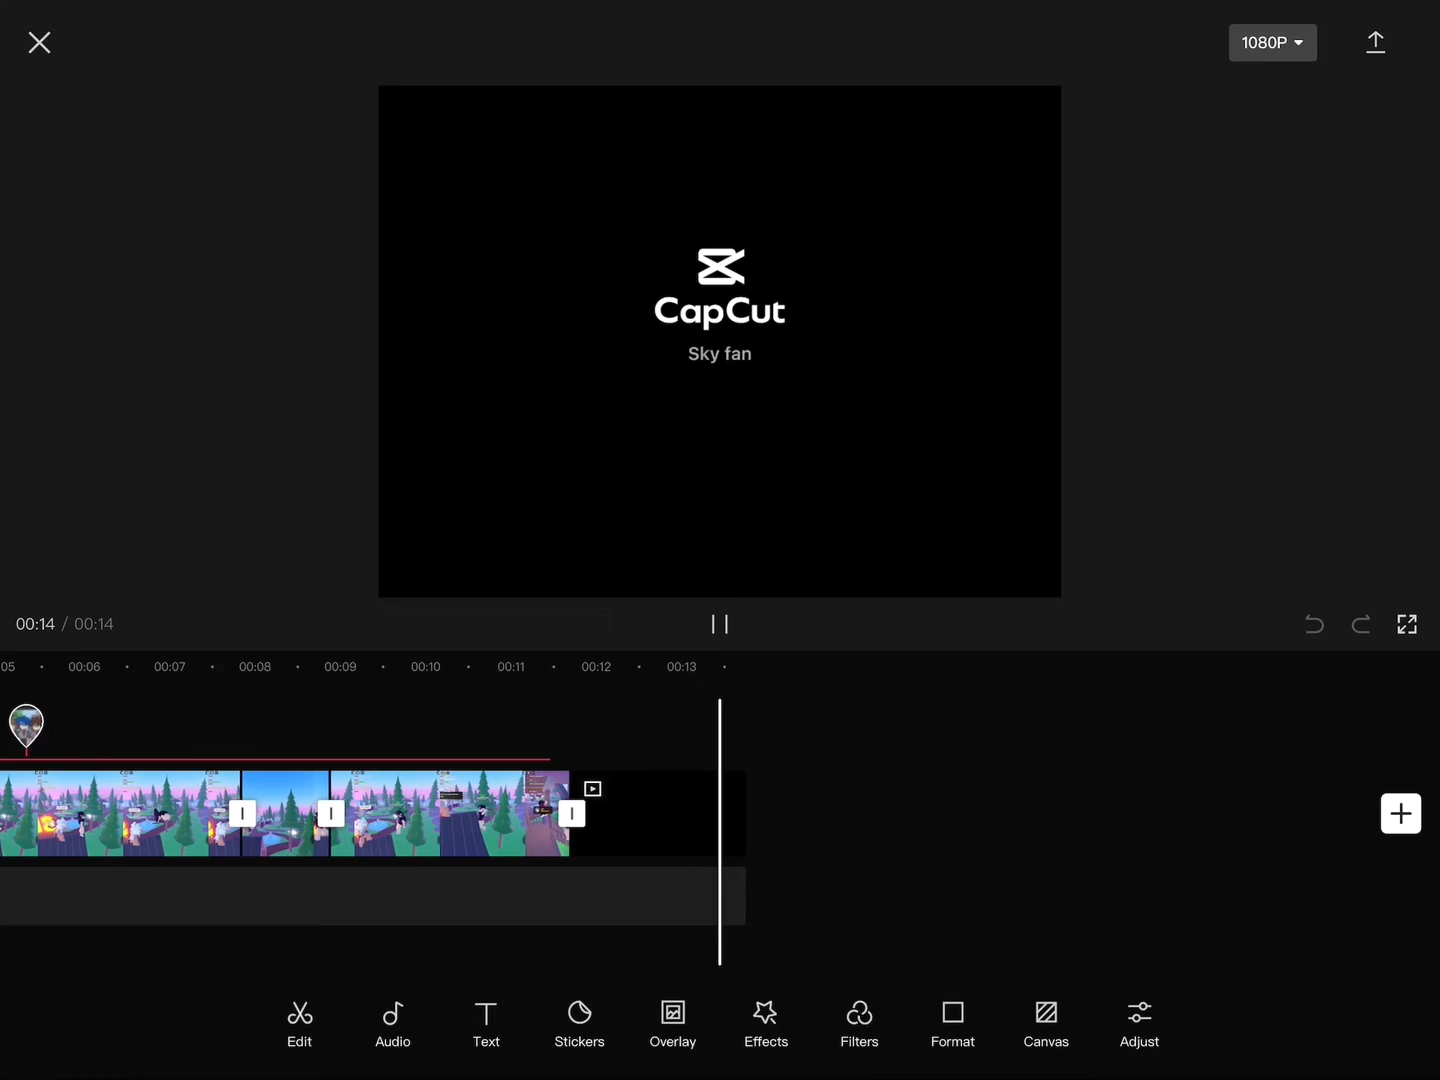 1080P
CapCut
Sky fan
00:14 / 00:14
05 00:06 00:07 00:08 00:09 00:10 00:11 00:12 00:13
Edit Audio Text Stickers Overlay Effects Filters Format Canvas Adjust